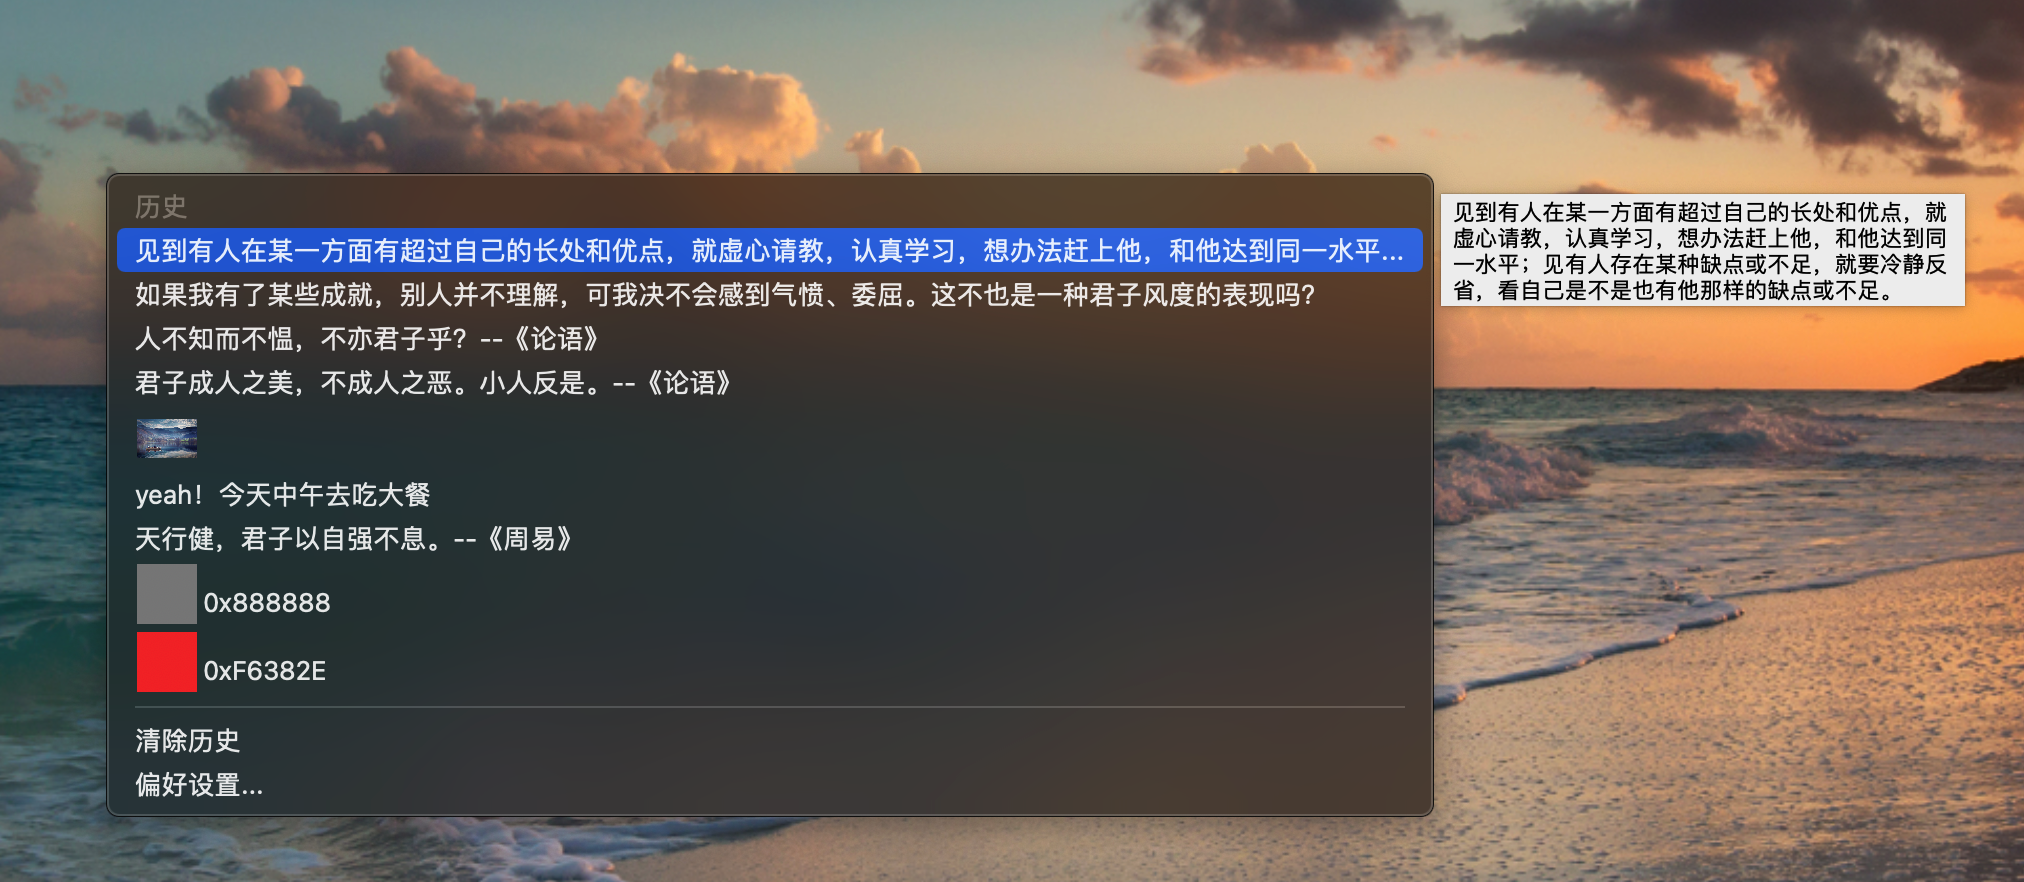 历史
见到有人在某一方面有超过自己的长处和优点，就虚心请教，认真学习，想办法赶上他，和他达到同一水平...
如果我有了某些成就，别人并不理解，可我决不会感到气愤、委屈。这不也是一种君子风度的表现吗？
人不知而不愠，不亦君子乎？--《论语》
君子成人之美，不成人之恶。小人反是。--《论语》
yeah！今天中午去吃大餐
天行健，君子以自强不息。--《周易》
0x888888
0xF6382E
清除历史
偏好设置...
见到有人在某一方面有超过自己的长处和优点，就
虚心请教，认真学习，想办法赶上他，和他达到同
一水平；见有人存在某种缺点或不足，就要冷静反
省，看自己是不是也有他那样的缺点或不足。